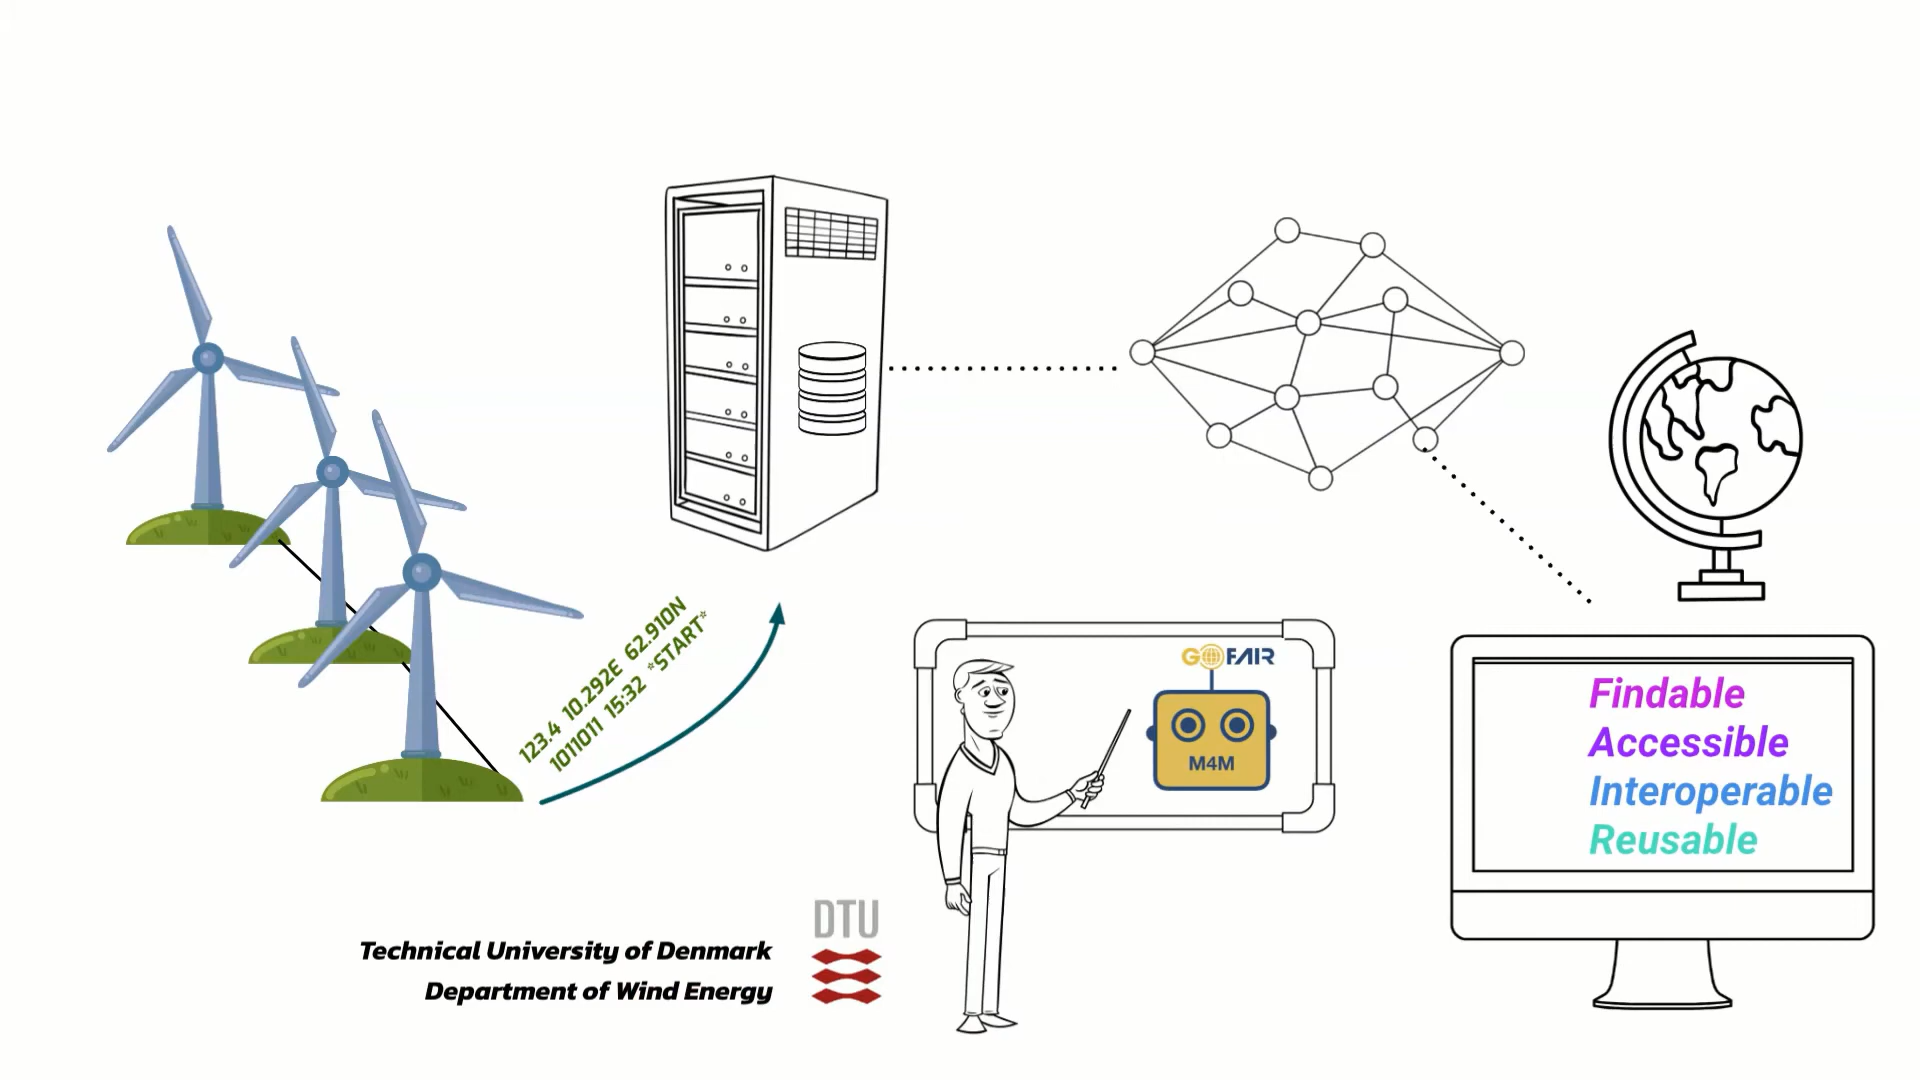 123.4 10.292E 62.910N
1011011 15:32 *START*
GO FAIR
M4M
Findable
Accessible
Interoperable
Reusable
DTU
Technical University of Denmark
Department of Wind Energy